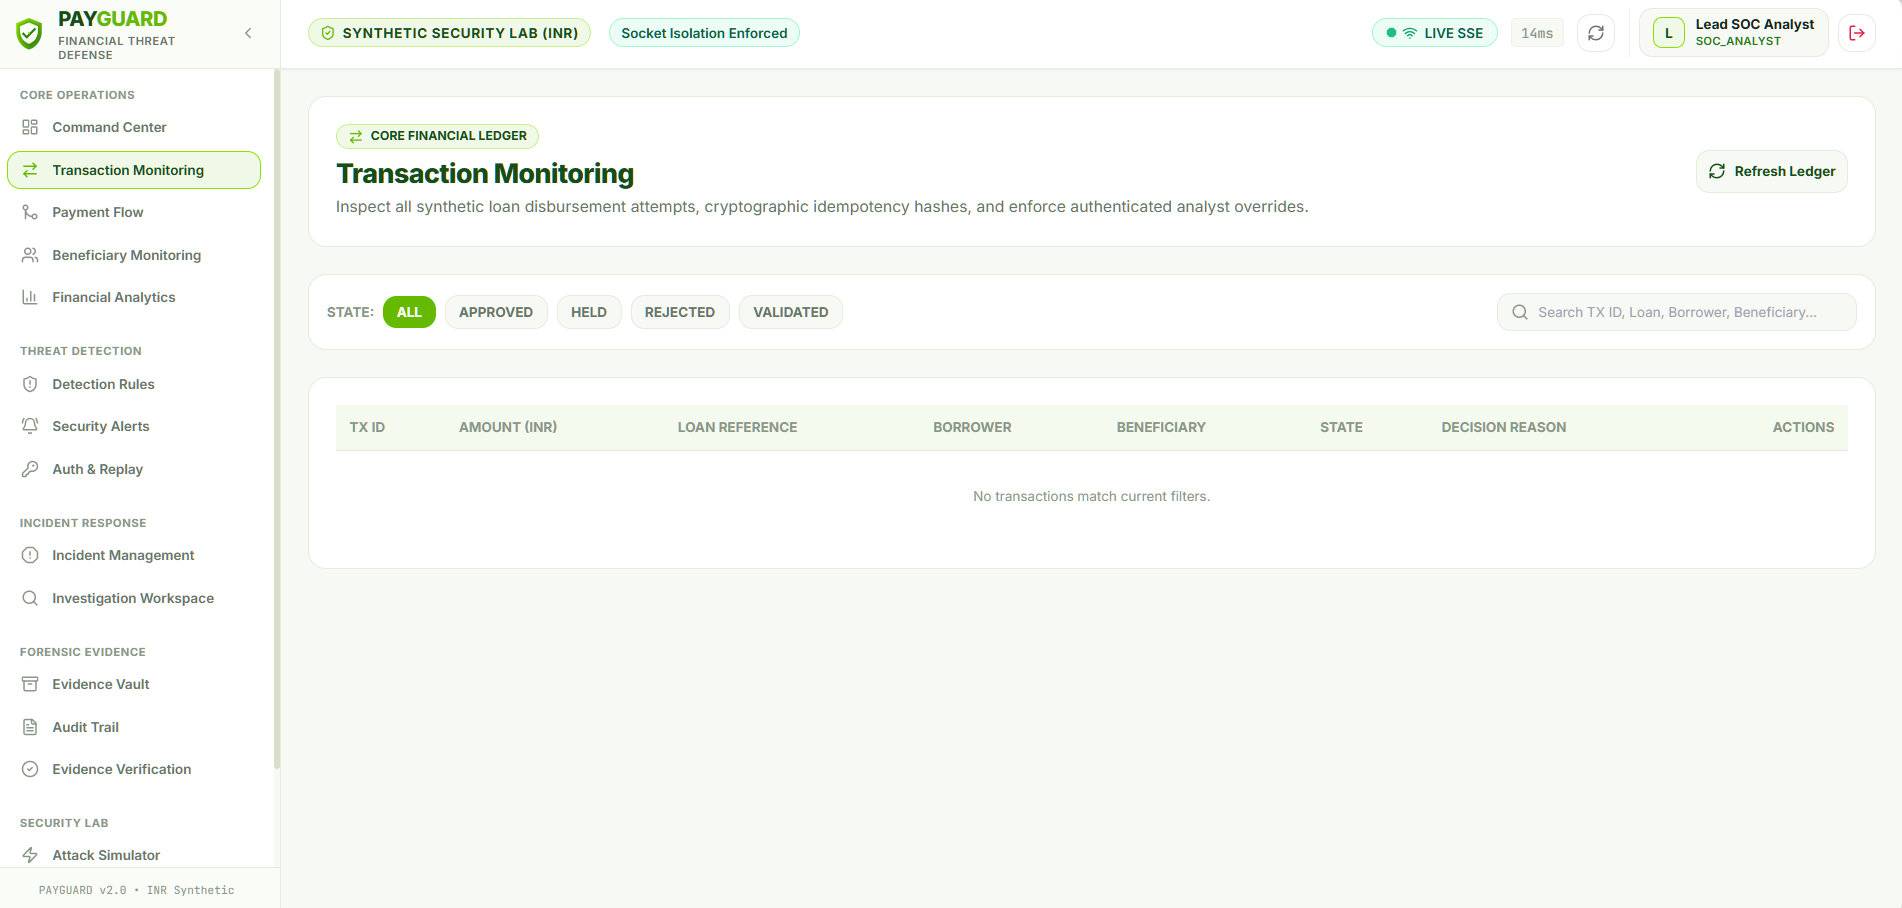 PAYGUARD
FINANCIAL THREAT
DEFENSE
SYNTHETIC SECURITY LAB (INR)
Socket Isolation Enforced
LIVE SSE
14ms
L
Lead SOC Analyst
SOC_ANALYST
CORE OPERATIONS
Command Center
Transaction Monitoring
Payment Flow
Beneficiary Monitoring
Financial Analytics
THREAT DETECTION
Detection Rules
Security Alerts
Auth & Replay
INCIDENT RESPONSE
Incident Management
Investigation Workspace
FORENSIC EVIDENCE
Evidence Vault
Audit Trail
Evidence Verification
SECURITY LAB
Attack Simulator
PAYGUARD v2.0 • INR Synthetic
CORE FINANCIAL LEDGER
Transaction Monitoring
Inspect all synthetic loan disbursement attempts, cryptographic idempotency hashes, and enforce authenticated analyst overrides.
Refresh Ledger
STATE: ALL APPROVED HELD REJECTED VALIDATED
Search TX ID, Loan, Borrower, Beneficiary...
TX ID AMOUNT (INR) LOAN REFERENCE BORROWER BENEFICIARY STATE DECISION REASON ACTIONS
No transactions match current filters.